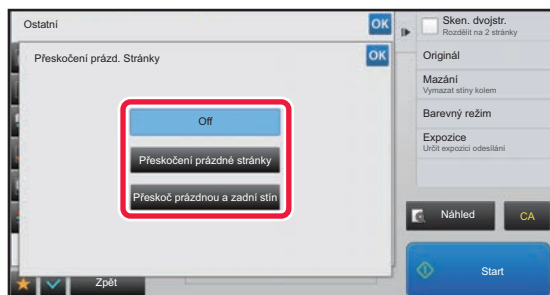 Ostatní
OK
Přeskočení prázd. Stránky
OK
Off
Přeskočení prázdné stránky
Přeskoč prázdnou a zadní stín
Zpět
Sken. dvojstr.
Rozdělit na 2 stránky
Originál
Mazání
Vymazat stíny kolem
Barevný režim
Expozice
Určit expozici odesílání
Náhled
CA
Start